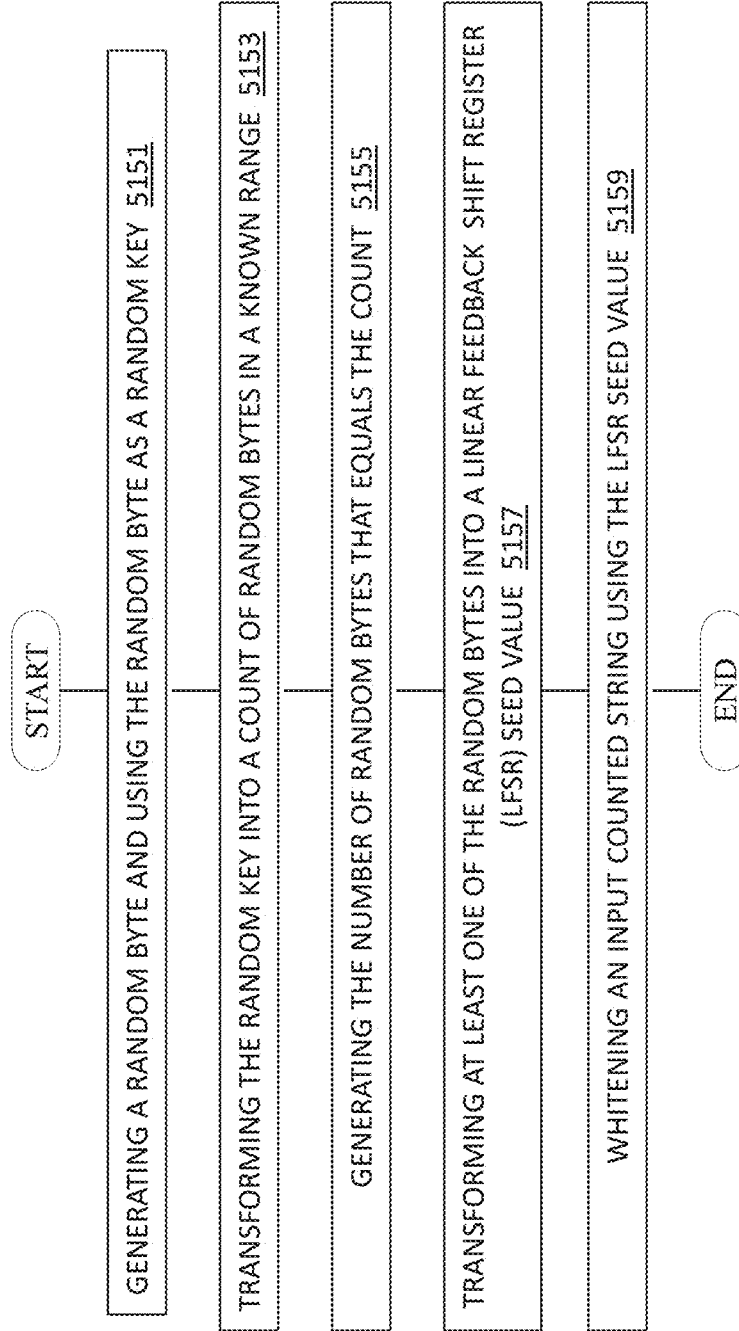 START
GENERATING A RANDOM BYTE AND USING THE RANDOM BYTE AS A RANDOM KEY 5151
TRANSFORMING THE RANDOM KEY INTO A COUNT OF RANDOM BYTES IN A KNOWN RANGE 5153
GENERATING THE NUMBER OF RANDOM BYTES THAT EQUALS THE COUNT 5155
TRANSFORMING AT LEAST ONE OF THE RANDOM BYTES INTO A LINEAR FEEDBACK SHIFT REGISTER
(LFSR) SEED VALUE 5157
WHITENING AN INPUT COUNTED STRING USING THE LFSR SEED VALUE 5159
END